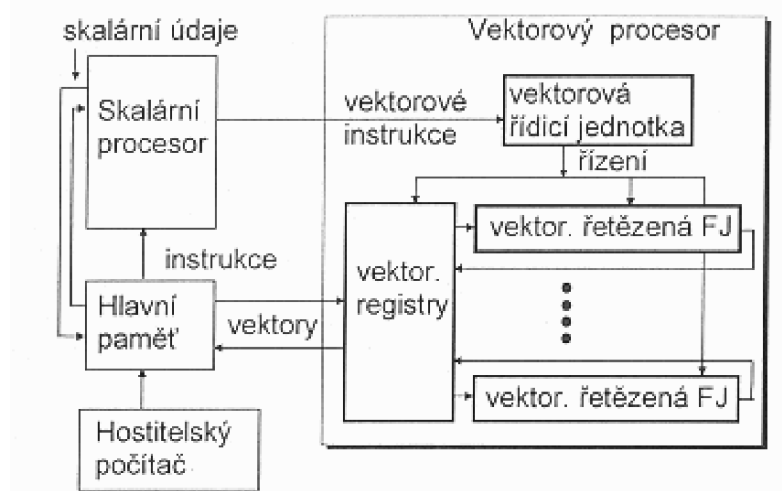 skalární údaje
Vektorový procesor
Skalární
procesor
vektorové
instrukce
vektorová
řídicí jednotka
řízení
instrukce
vektor.
registry
vektor. řetězená FJ
Hlavní
paměť
vektory
vektor. řetězená FJ
Hostitelský
počítač